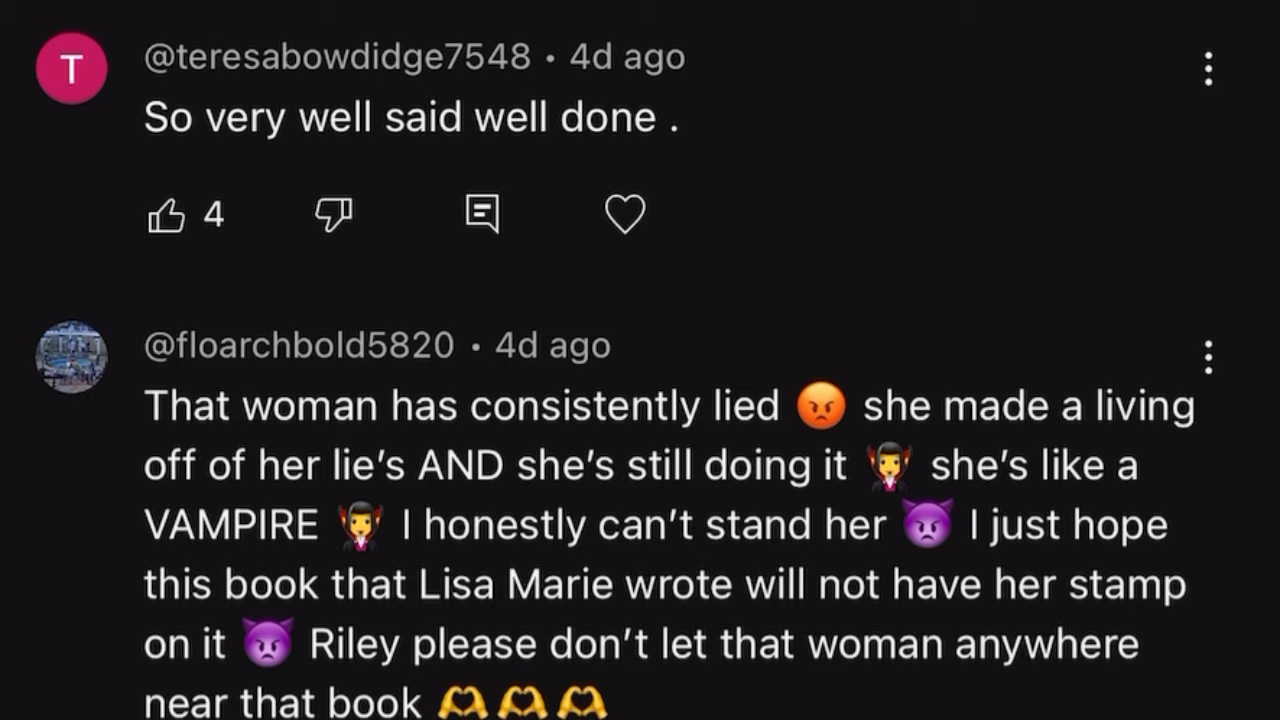 T
@teresabowdidge7548 • 4d ago
So very well said well done .
4
@floarchbold5820 • 4d ago
That woman has consistently lied 😡 she made a living
off of her lie’s AND she’s still doing it 🧛‍♀️ she’s like a
VAMPIRE 🧛‍♀️ I honestly can’t stand her 😈 I just hope
this book that Lisa Marie wrote will not have her stamp
on it 👿 Riley please don’t let that woman anywhere
near that book 🫶🫶🫶